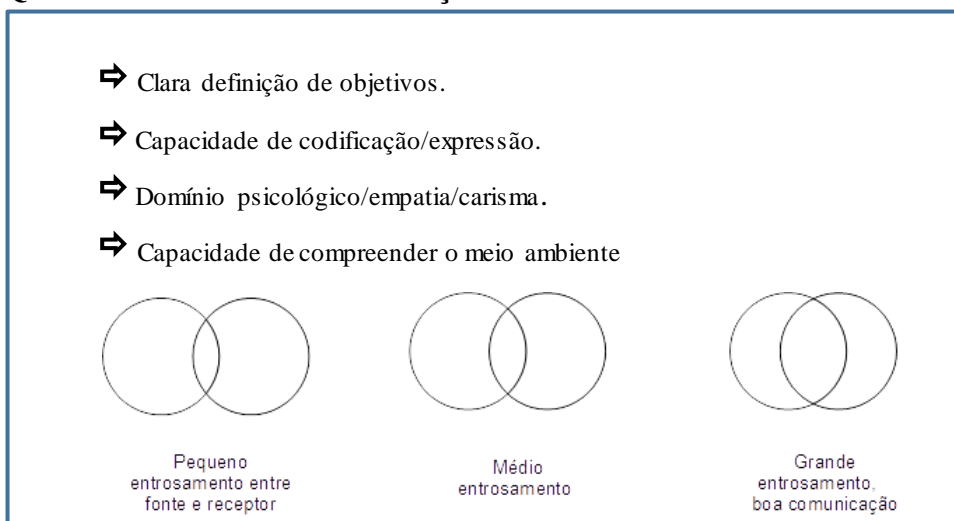 Clara definição de objetivos.
Capacidade de codificação/expressão.
Domínio psicológico/empatia/carisma.
Capacidade de compreender o meio ambiente
Pequeno
entrosamento entre
fonte e receptor
Médio
entrosamento
Grande
entrosamento,
boa comunicação